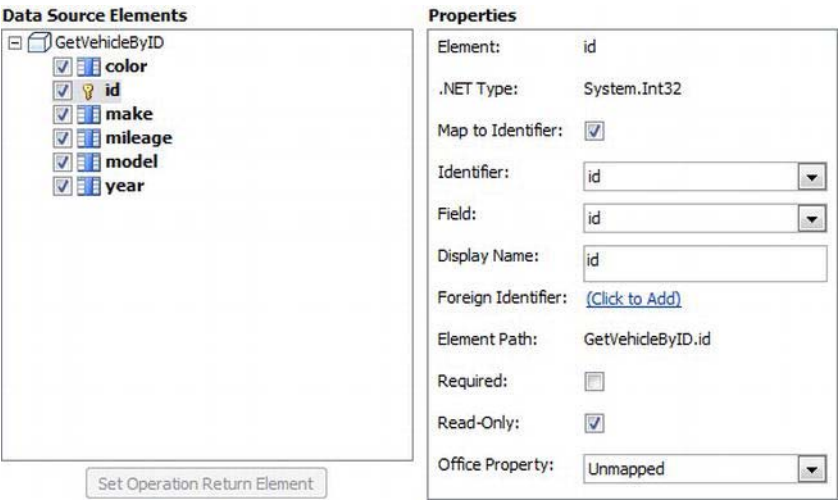 Data Source Elements
GetVehicleByID
color
id
make
mileage
model
year
Set Operation Return Element
Properties
Element: id
.NET Type: System.Int32
Map to Identifier:
Identifier: id
Field: id
Display Name: id
Foreign Identifier: (Click to Add)
Element Path: GetVehicleByID.id
Required:
Read-Only:
Office Property: Unmapped